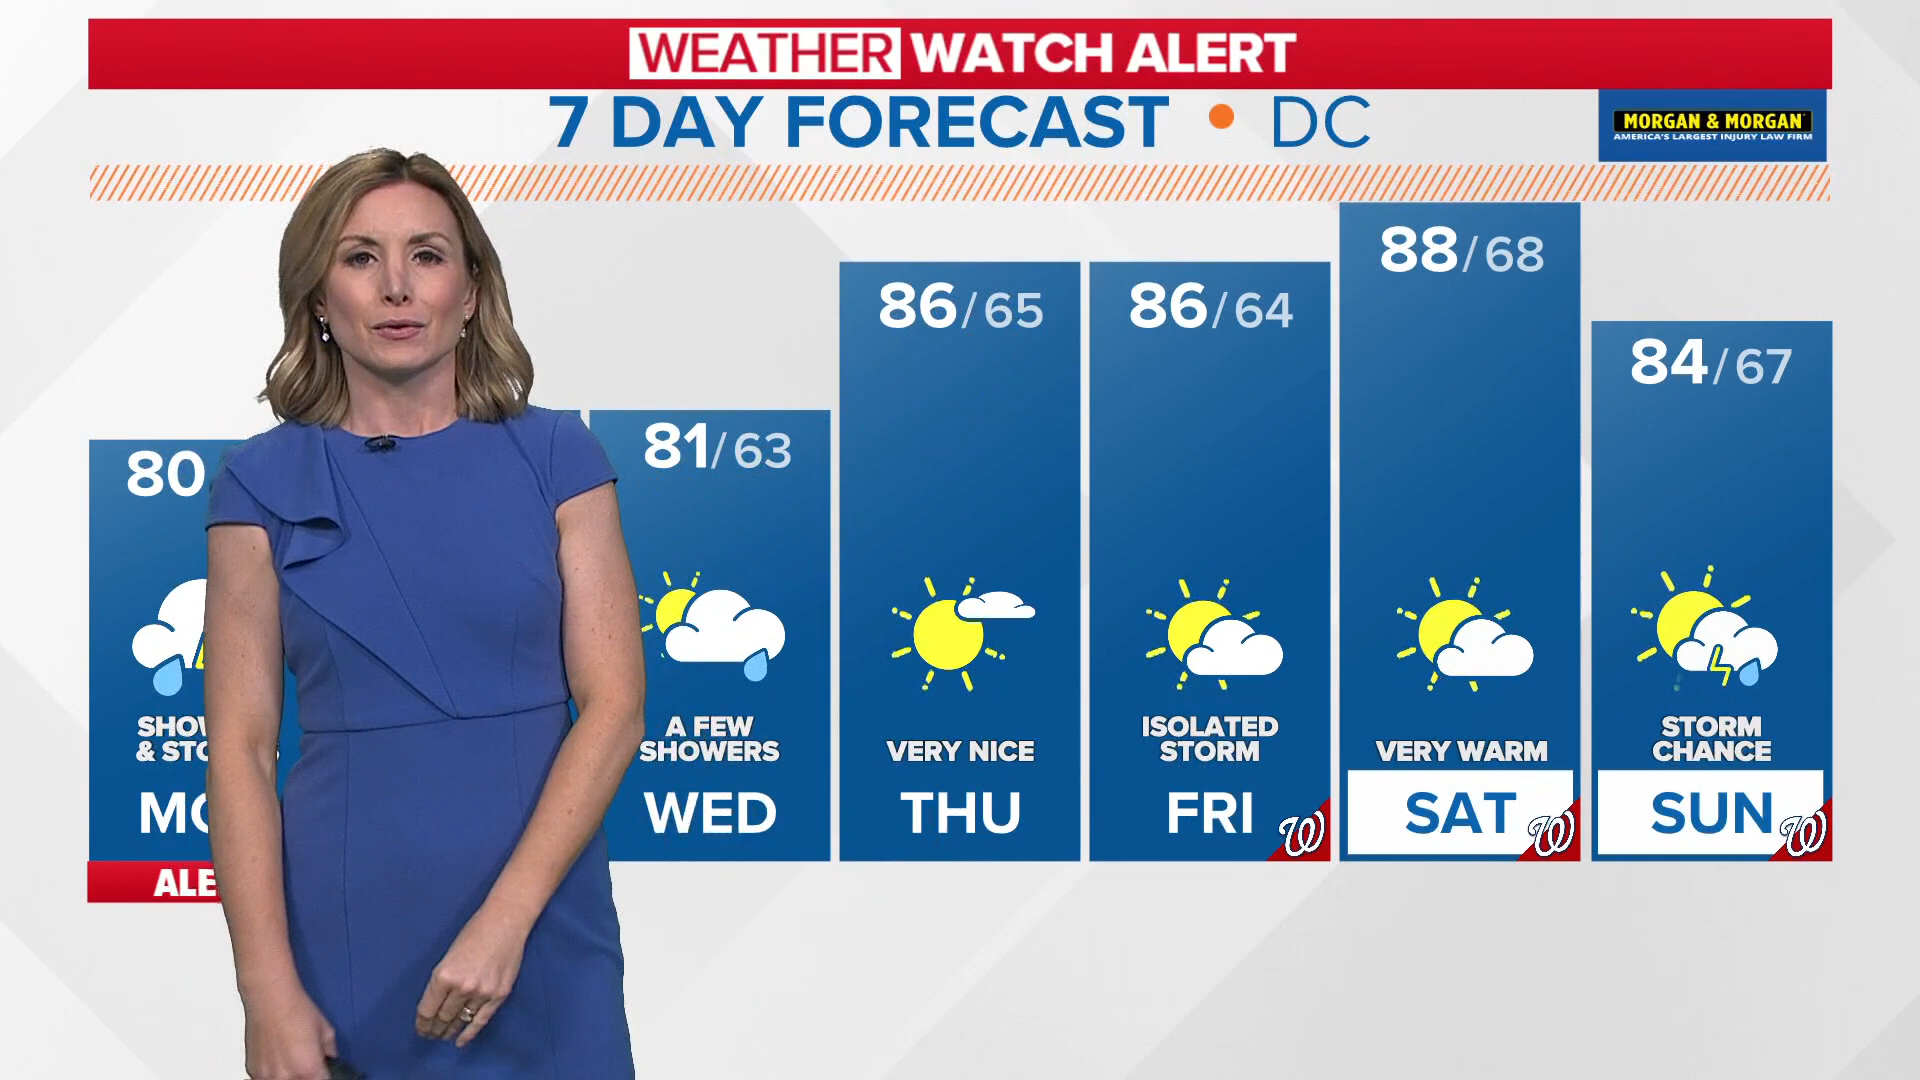 WEATHER WATCH ALERT
7 DAY FORECAST • DC
MORGAN & MORGAN
AMERICA'S LARGEST INJURY LAW FIRM
80
81/63
86/65
86/64
88/68
84/67
A FEW
SHOWERS
VERY NICE
ISOLATED
STORM
VERY WARM
STORM
CHANCE
WED
THU
FRI
SAT
SUN
W
W
W